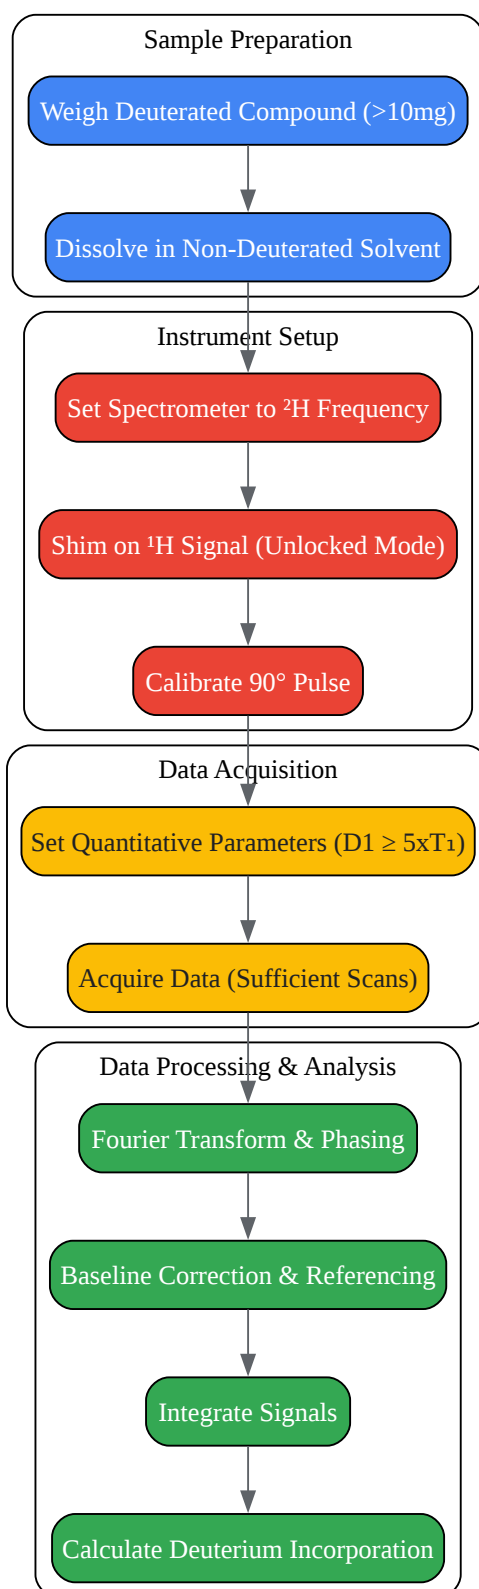 Sample Preparation
Weigh Deuterated Compound (>10mg)
Dissolve in Non-Deuterated Solvent
Instrument Setup
Set Spectrometer to ²H Frequency
Shim on ¹H Signal (Unlocked Mode)
Calibrate 90° Pulse
Data Acquisition
Set Quantitative Parameters (D1 ≥ 5xT₁)
Acquire Data (Sufficient Scans)
Data Processing & Analysis
Fourier Transform & Phasing
Baseline Correction & Referencing
Integrate Signals
Calculate Deuterium Incorporation